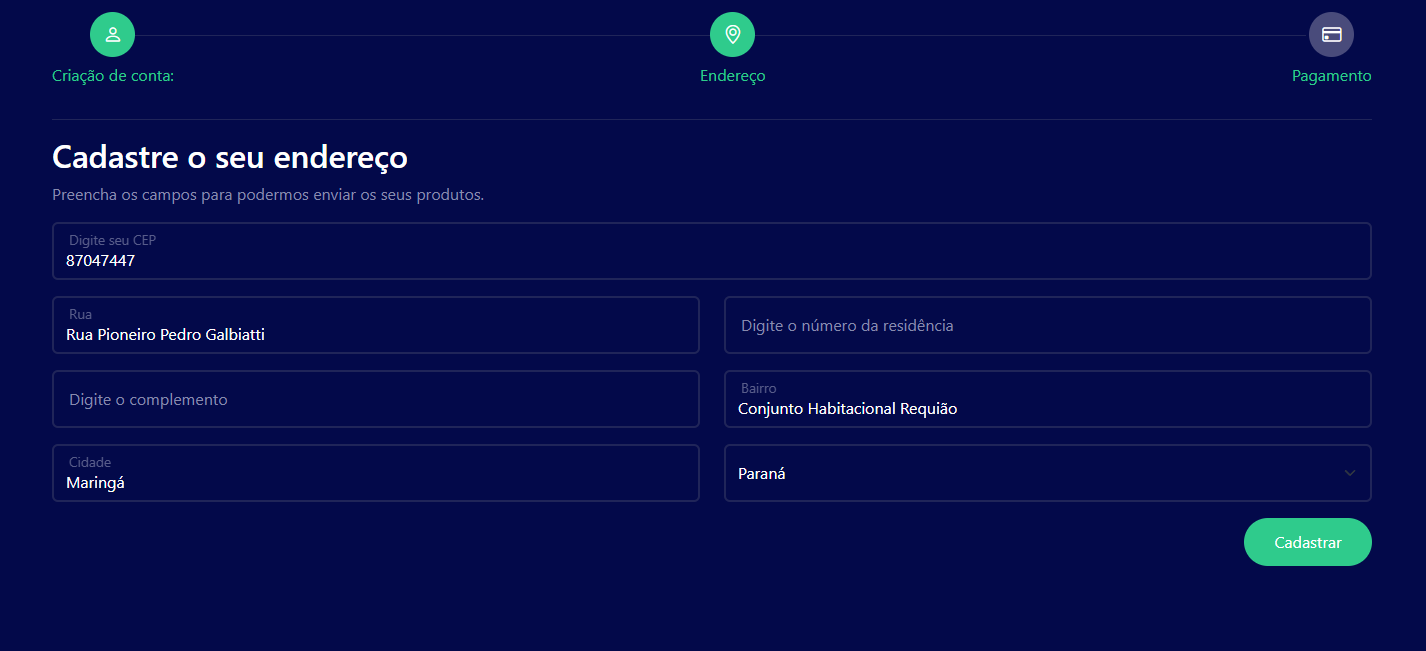 Criação de conta:
Endereço
Pagamento
Cadastre o seu endereço
Preencha os campos para podermos enviar os seus produtos.
Digite seu CEP
87047447
Rua
Rua Pioneiro Pedro Galbiatti
Digite o número da residência
Digite o complemento
Bairro
Conjunto Habitacional Requião
Cidade
Maringá
Paraná
Cadastrar